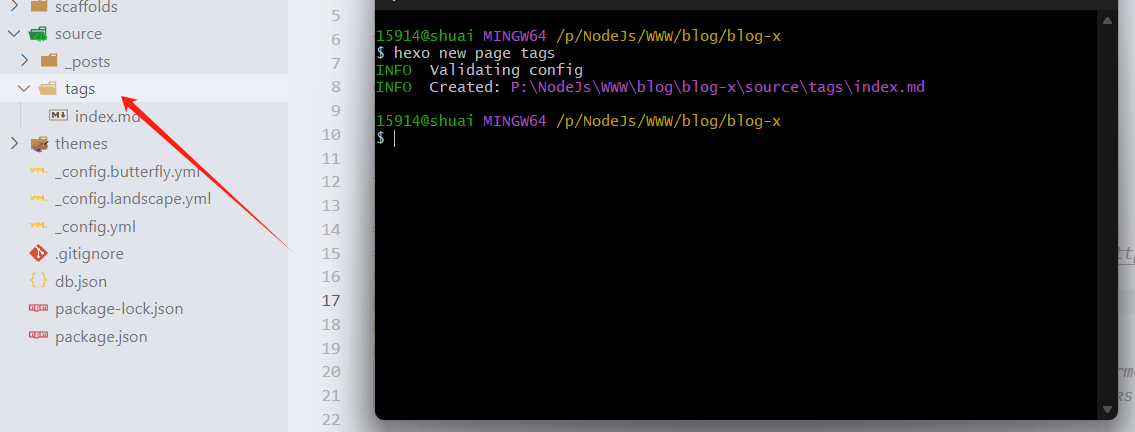 scaffolds
source
_posts
tags
index.md
themes
_config.butterfly.yml
_config.landscape.yml
_config.yml
.gitignore
db.json
package-lock.json
package.json
5
6
7
8
9
10
11
12
13
14
15
16
17
18
19
20
21
22
15914@shuai MINGW64 /p/NodeJs/WWW/blog/blog-x
$ hexo new page tags
INFO Validating config
INFO Created: P:\NodeJs\WWW\blog\blog-x\source\tags\index.md
15914@shuai MINGW64 /p/NodeJs/WWW/blog/blog-x
$